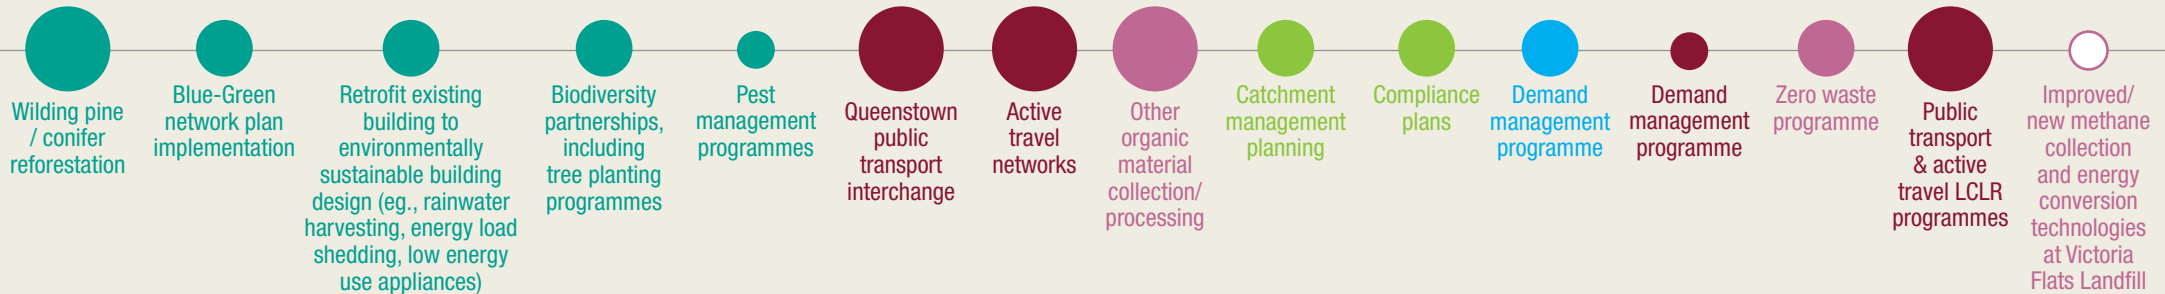 Wilding pine
/ conifer
reforestation
Blue-Green
network plan
implementation
Retrofit existing
building to
environmentally
sustainable building
design (eg., rainwater
harvesting, energy load
shedding, low energy
use appliances)
Biodiversity
partnerships,
including
tree planting
programmes
Pest
management
programmes
Queenstown
public
transport
interchange
Active
travel
networks
Other
organic
material
collection/
processing
Catchment
management
planning
Compliance
plans
Demand
management
programme
Demand
management
programme
Zero waste
programme
Public
transport
& active
travel LCLR
programmes
Improved/
new methane
collection
and energy
conversion
technologies
at Victoria
Flats Landfill